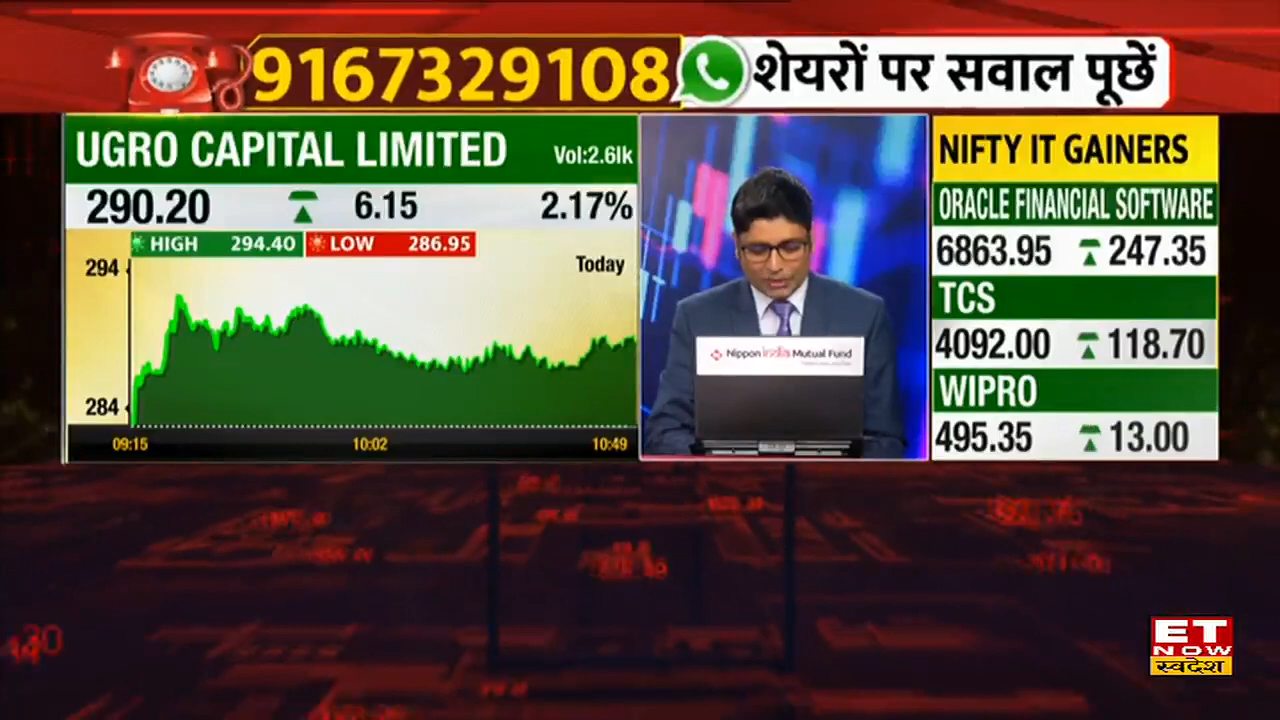 9167329108
शेयरों पर सवाल पूछें
UGRO CAPITAL LIMITED Vol:2.6lk
290.20 6.15 2.17%
HIGH 294.40 LOW 286.95
Today
294
284
09:15 10:02 10:49
Nippon india Mutual Fund
NIFTY IT GAINERS
ORACLE FINANCIAL SOFTWARE
6863.95 247.35
TCS
4092.00 118.70
WIPRO
495.35 13.00
ET
NOW
स्वदेश